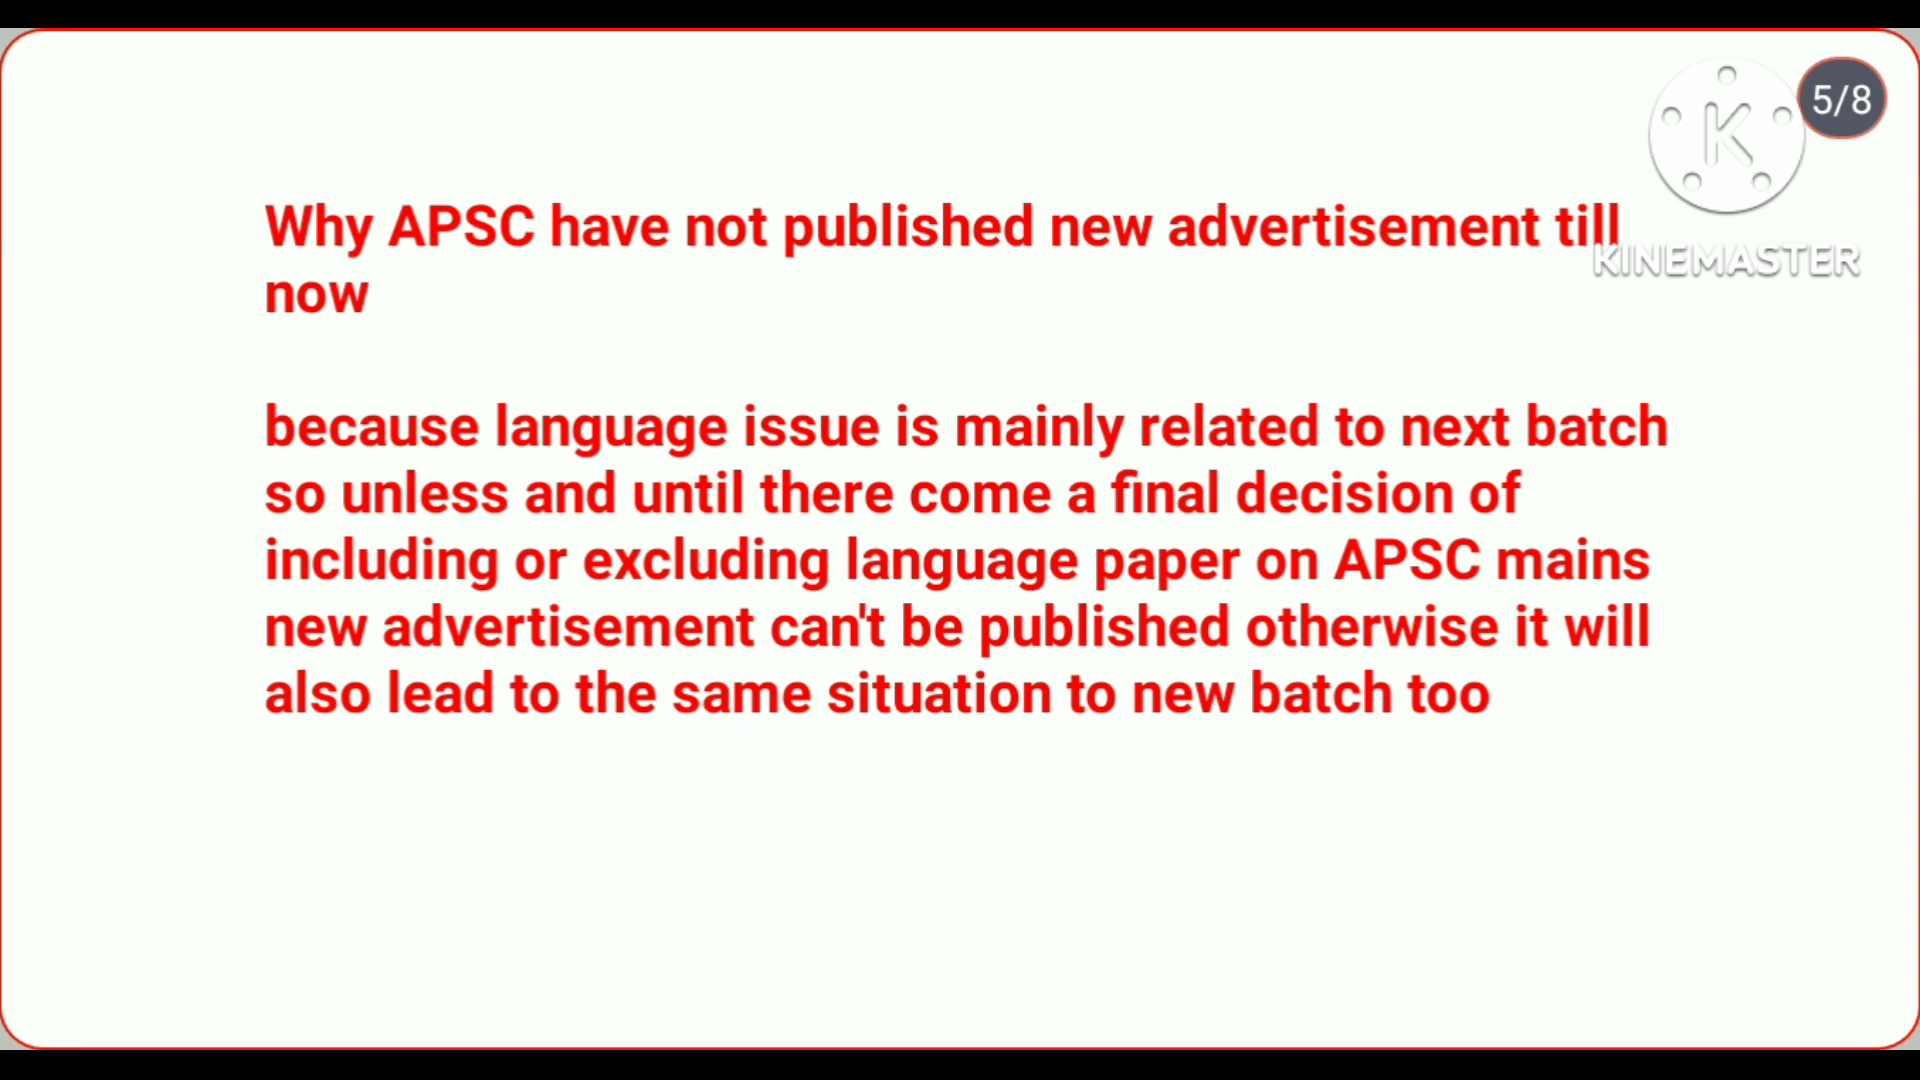 5/8
K
KINEMASTER
Why APSC have not published new advertisement till
now
because language issue is mainly related to next batch
so unless and until there come a final decision of
including or excluding language paper on APSC mains
new advertisement can't be published otherwise it will
also lead to the same situation to new batch too